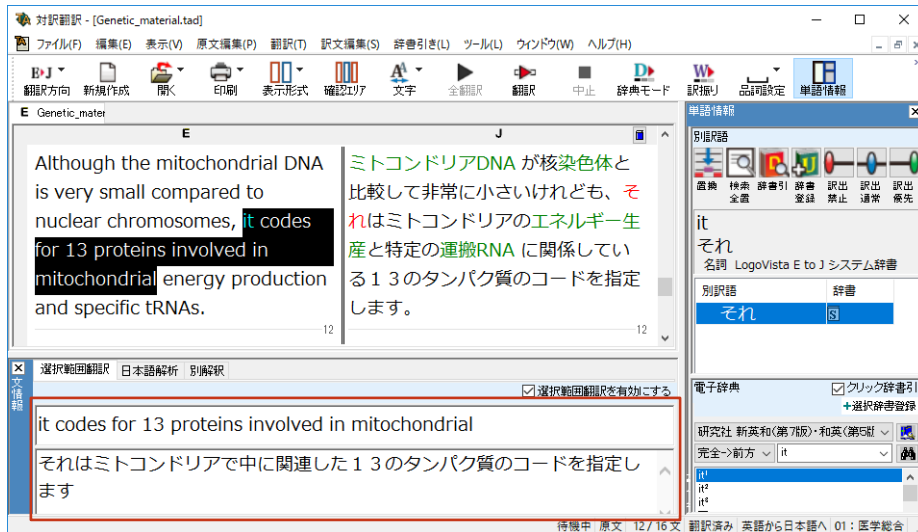 対訳翻訳 - [Genetic_material.tad]
ファイル(F) 編集(E) 表示(V) 原文編集(P) 翻訳(T) 訳文編集(S) 辞書引き(L) ツール(L) ウインドウ(W) ヘルプ(H)
E›J
翻訳方向 新規作成 開く 印刷 表示形式 確認エリア 文字 全翻訳 翻訳 中止 辞典モード 訳振り 品詞設定 単語情報
E Genetic_mater
E
Although the mitochondrial DNA
is very small compared to
nuclear chromosomes, it codes
for 13 proteins involved in
mitochondrial energy production
and specific tRNAs.
12
J
ミトコンドリアDNA が核染色体と
比較して非常に小さいけれども、そ
れはミトコンドリアのエネルギー生
産と特定の運搬RNA に関係してい
る13のタンパク質のコードを指定
します。
12
単語情報
別訳語
置換 検索全置 辞書引 辞書登録 訳出禁止 訳出通常 訳出優先
it
それ
名詞 LogoVista E to J システム辞書
別訳語 辞書
それ S
文情報
選択範囲翻訳 日本語解析 別解釈
選択範囲翻訳を有効にする
it codes for 13 proteins involved in mitochondrial
それはミトコンドリアで中に関連した13のタンパク質のコードを指定し
ます
電子辞典 クリック辞書引
+選択辞書登録
研究社 新英和(第7版)・和英(第5版
完全->前方 it
it¹
it²
待機中 原文 12/16文 翻訳済み 英語から日本語へ 01：医学総合